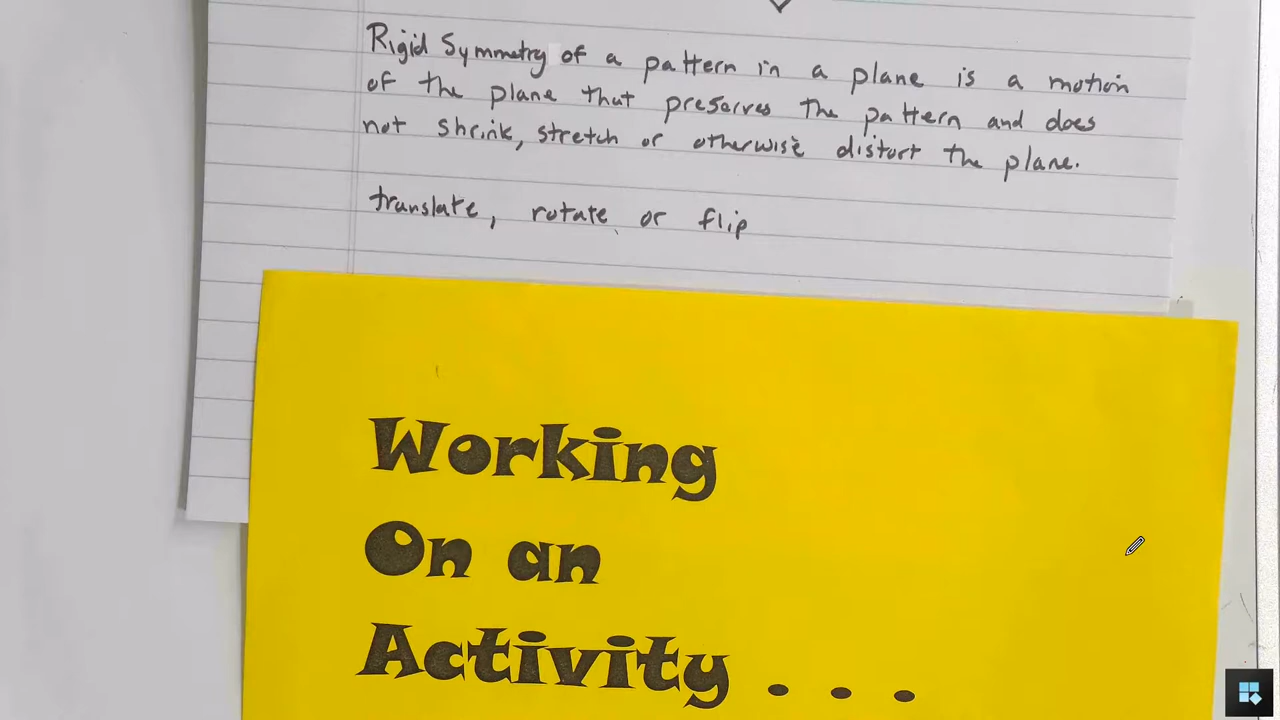 Rigid Symmetry of a pattern in a plane is a motion
of the plane that preserves the pattern and does
not shrink, stretch or otherwise distort the plane.
translate, rotate or flip
Working
On an
Activity . . .